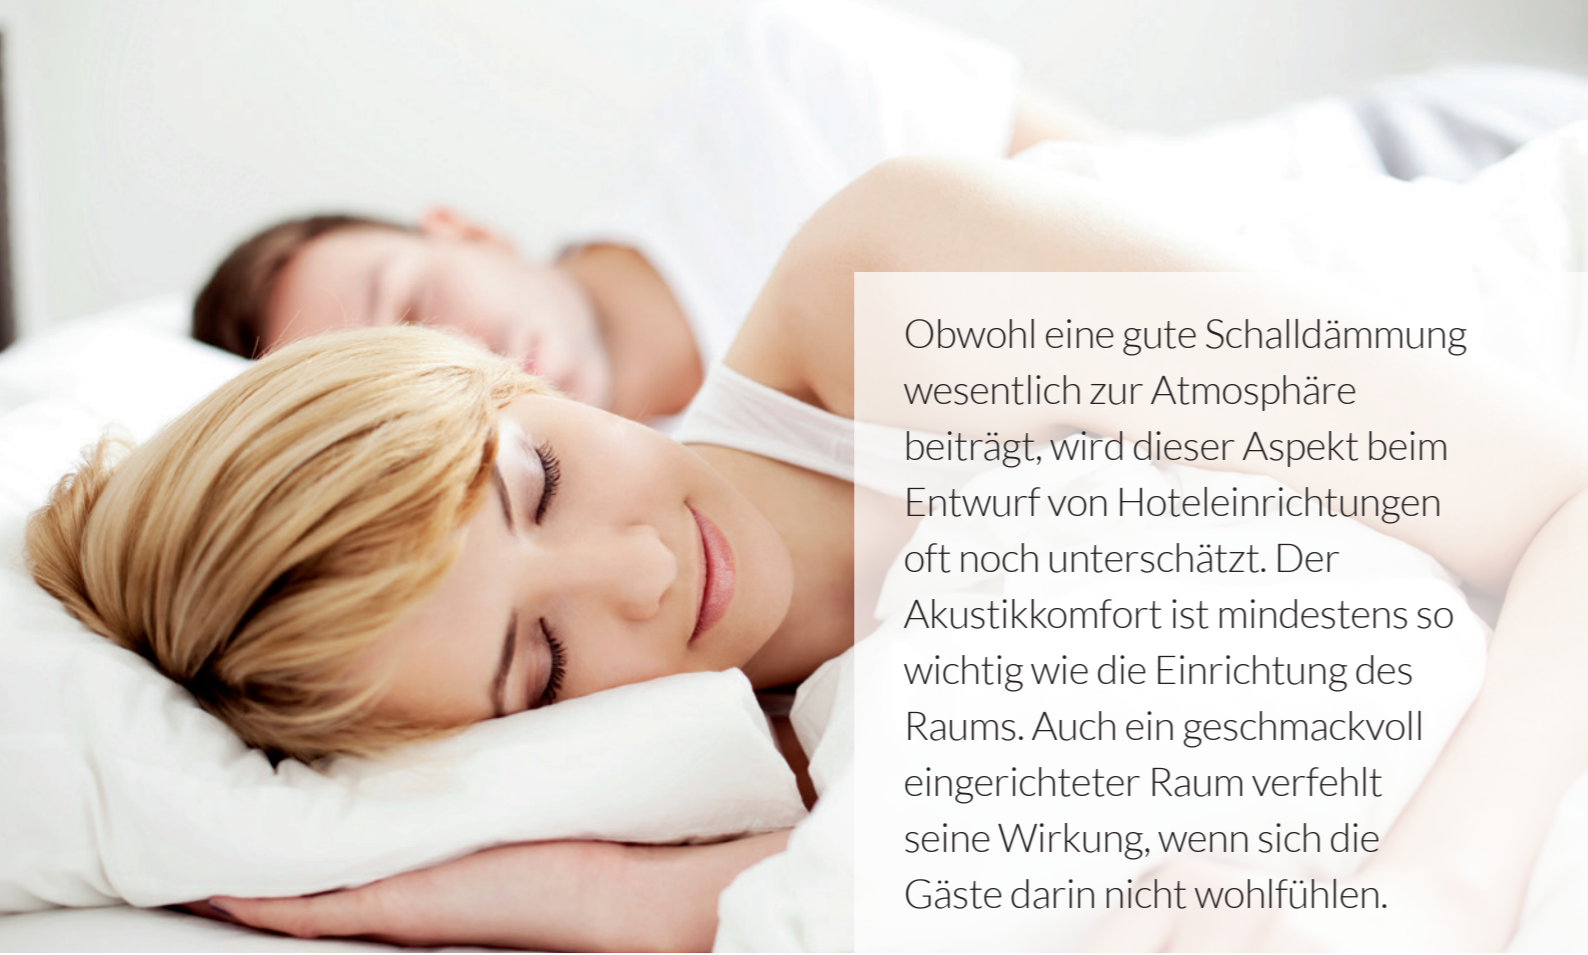 Obwohl eine gute Schalldämmung
wesentlich zur Atmosphäre
beiträgt, wird dieser Aspekt beim
Entwurf von Hoteleinrichtungen
oft noch unterschätzt. Der
Akustikkomfort ist mindestens so
wichtig wie die Einrichtung des
Raums. Auch ein geschmackvoll
eingerichteter Raum verfehlt
seine Wirkung, wenn sich die
Gäste darin nicht wohlfühlen.